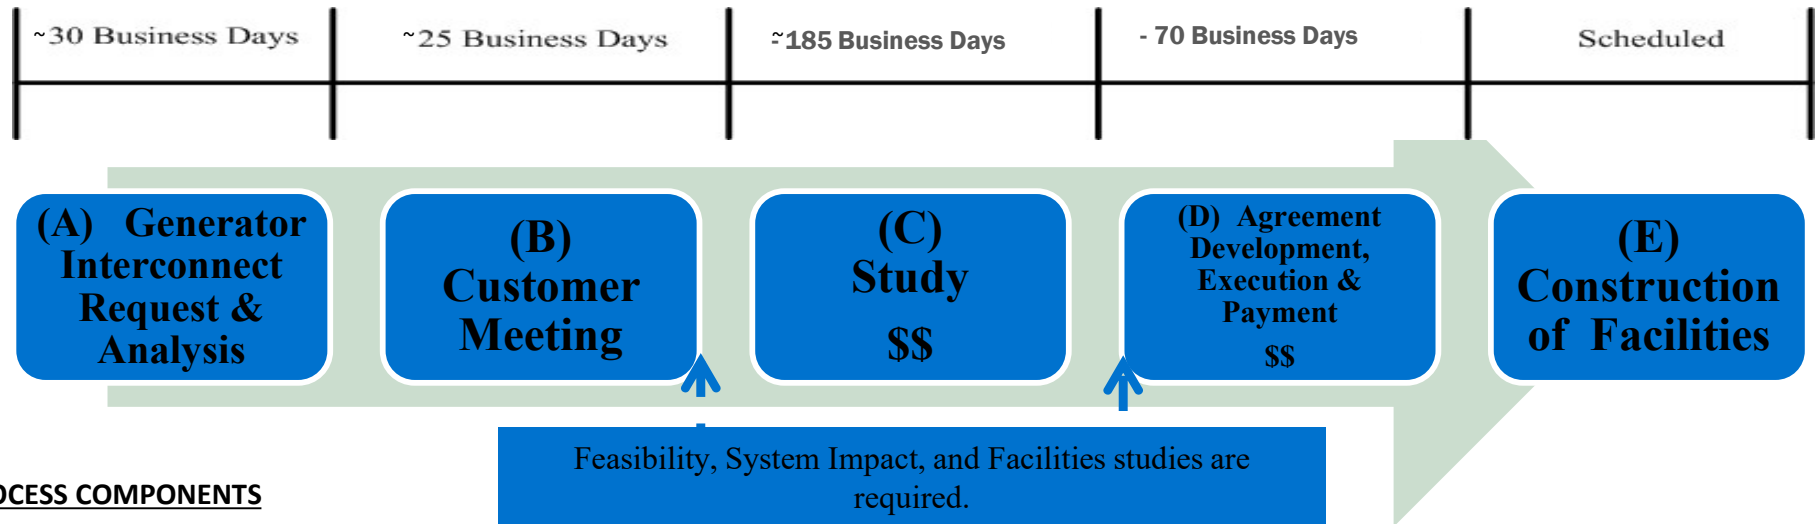 ~30 Business Days
~25 Business Days
~185 Business Days
- 70 Business Days
Scheduled
(A) Generator
Interconnect
Request &
Analysis
(B)
Customer
Meeting
(C)
Study
$$
(D) Agreement
Development,
Execution &
Payment
$$
(E)
Construction
of Facilities
Feasibility, System Impact, and Facilities studies are
required.
OCESS COMPONENTS